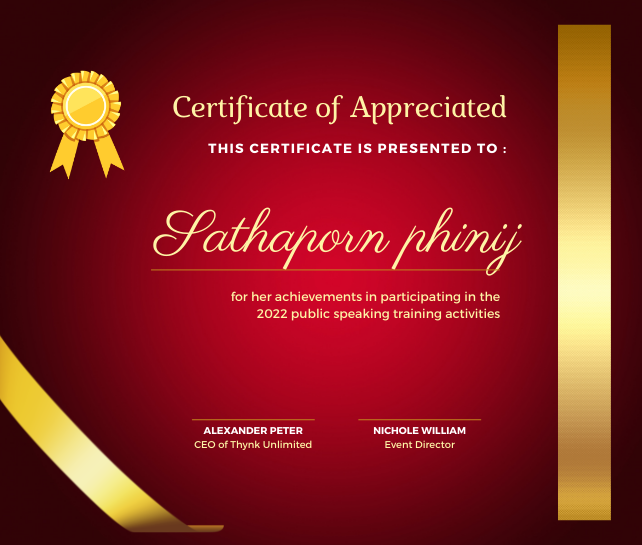 Certificate of Appreciated
THIS CERTIFICATE IS PRESENTED TO :
Sathaporn phinij
for her achievements in participating in the
2022 public speaking training activities
ALEXANDER PETER
CEO of Thynk Unlimited
NICHOLE WILLIAM
Event Director